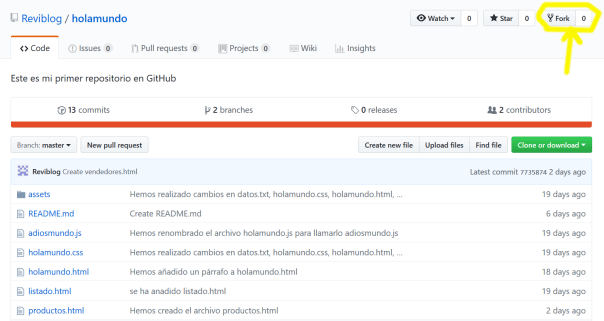 Reviblog / holamundo
Watch 0 Star 0 Fork 0
Code Issues 0 Pull requests 0 Projects 0 Wiki Insights
Este es mi primer repositorio en GitHub
13 commits 2 branches 0 releases 2 contributors
Branch: master New pull request Create new file Upload files Find file Clone or download
Reviblog Create vendedores.html Latest commit 7735874 2 days ago
assets Hemos realizado cambios en datos.txt, holamundo.css, holamundo.html, ... 19 days ago
README.md Create README.md 6 days ago
adiosmundo.js Hemos renombrado el archivo holamundo.js para llamarlo adiosmundo.js 19 days ago
holamundo.css Hemos realizado cambios en datos.txt, holamundo.css, holamundo.html, ... 19 days ago
holamundo.html Hemos añadido un párrafo a holamundo.html 18 days ago
listado.html se ha anadido listado.html 19 days ago
productos.html Hemos creado el archivo productos.html 2 days ago